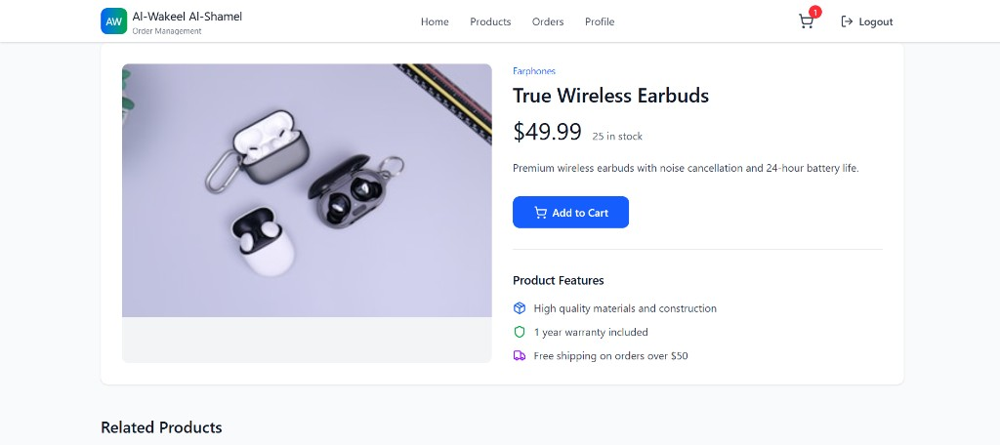 AW
Al-Wakeel Al-Shamel
Order Management
Home
Products
Orders
Profile
1
Logout
Earphones
True Wireless Earbuds
$49.99
25 in stock
Premium wireless earbuds with noise cancellation and 24-hour battery life.
Add to Cart
Product Features
High quality materials and construction
1 year warranty included
Free shipping on orders over $50
Related Products